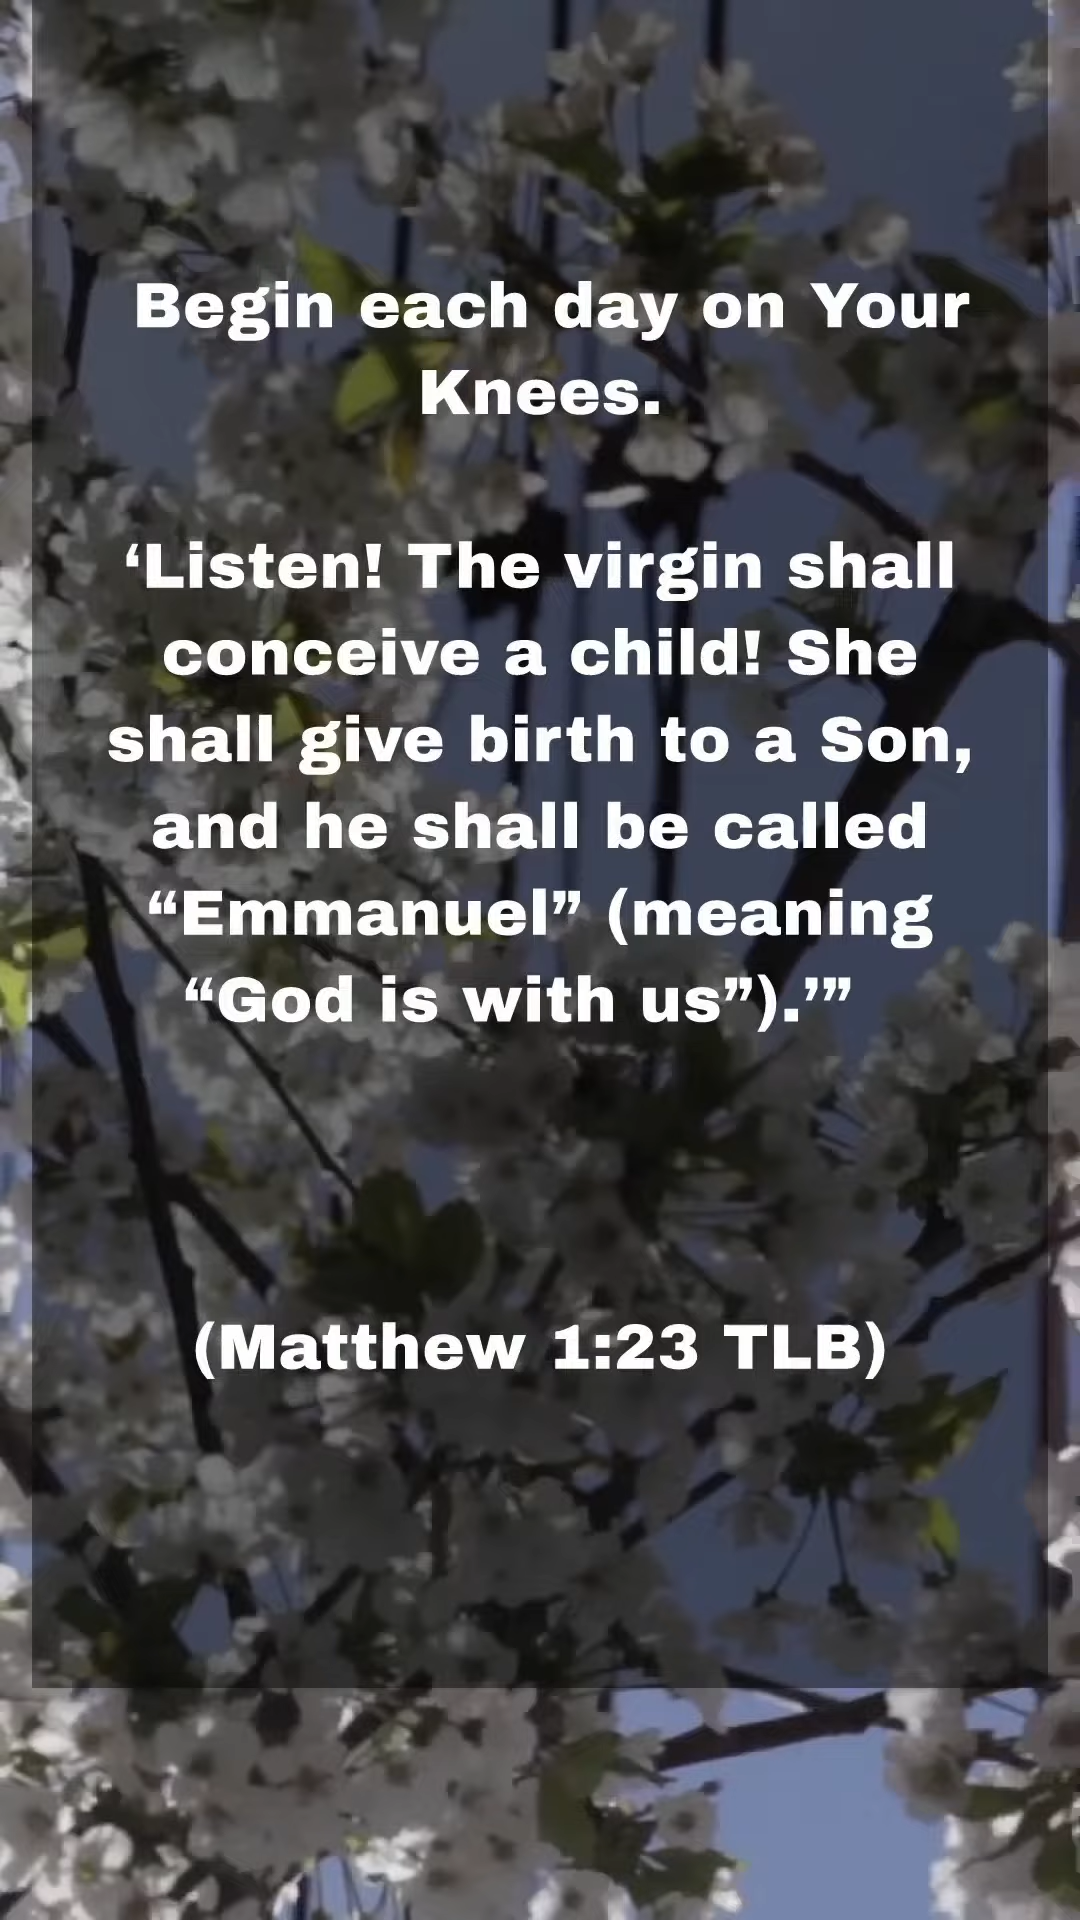 Begin each day on Your
Knees.
‘Listen! The virgin shall
conceive a child! She
shall give birth to a Son,
and he shall be called
“Emmanuel” (meaning
“God is with us”).’”
(Matthew 1:23 TLB)